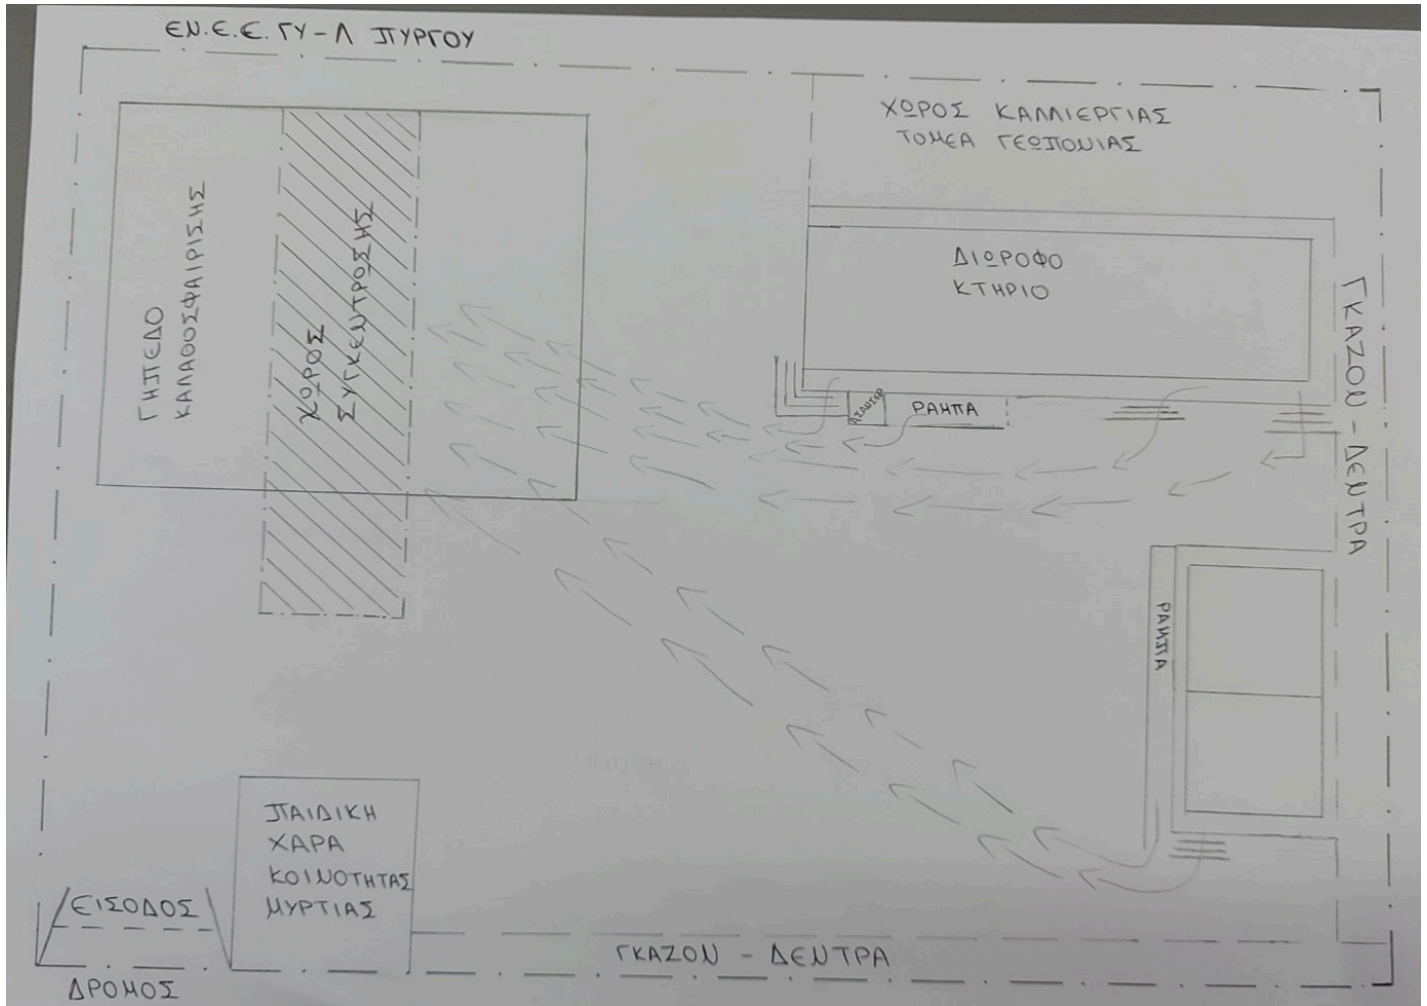 ΕΝ.Ε.Ε.ΓΥ-Λ ΠΥΡΓΟΥ
ΧΩΡΟΣ ΚΑΛΛΙΕΡΓΙΑΣ
ΤΟΜΕΑ ΓΕΩΠΟΝΙΑΣ
ΓΗΠΕΔΟ
ΚΑΛΑΘΟΣΦΑΙΡΙΣΗΣ
ΧΩΡΟΣ
ΣΥΓΚΕΝΤΡΩΣΗΣ
ΔΙΩΡΟΦΟ
ΚΤΗΡΙΟ
ΡΑΜΠΑ
ΓΚΑΖΟΝ - ΔΕΝΤΡΑ
ΡΑΜΠΑ
ΠΑΙΔΙΚΗ
ΧΑΡΑ
ΚΟΙΝΟΤΗΤΑΣ
ΜΥΡΤΙΑΣ
ΕΙΣΟΔΟΣ
ΓΚΑΖΟΝ - ΔΕΝΤΡΑ
ΔΡΟΜΟΣ